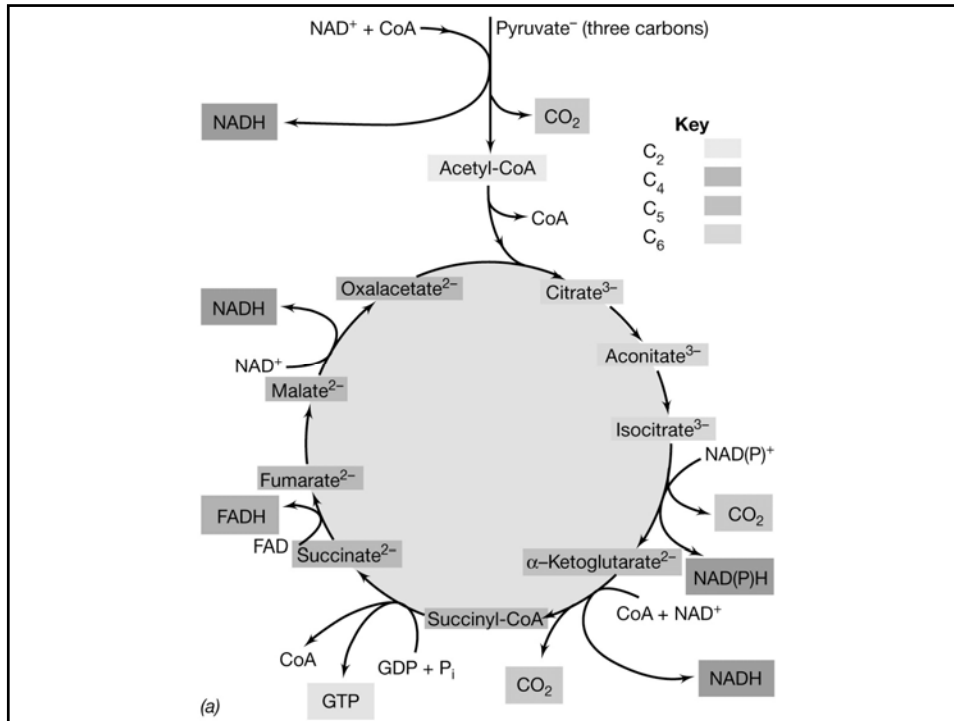 NAD⁺ + CoA
Pyruvate⁻ (three carbons)
NADH
CO₂
Key
C₂
C₄
C₅
C₆
Acetyl-CoA
CoA
Oxalacetate²⁻
Citrate³⁻
NADH
NAD⁺
Aconitate³⁻
Malate²⁻
Isocitrate³⁻
NAD(P)⁺
Fumarate²⁻
CO₂
FADH
FAD
Succinate²⁻
α–Ketoglutarate²⁻
NAD(P)H
Succinyl-CoA
CoA + NAD⁺
CoA
GDP + Pᵢ
CO₂
NADH
GTP
(a)